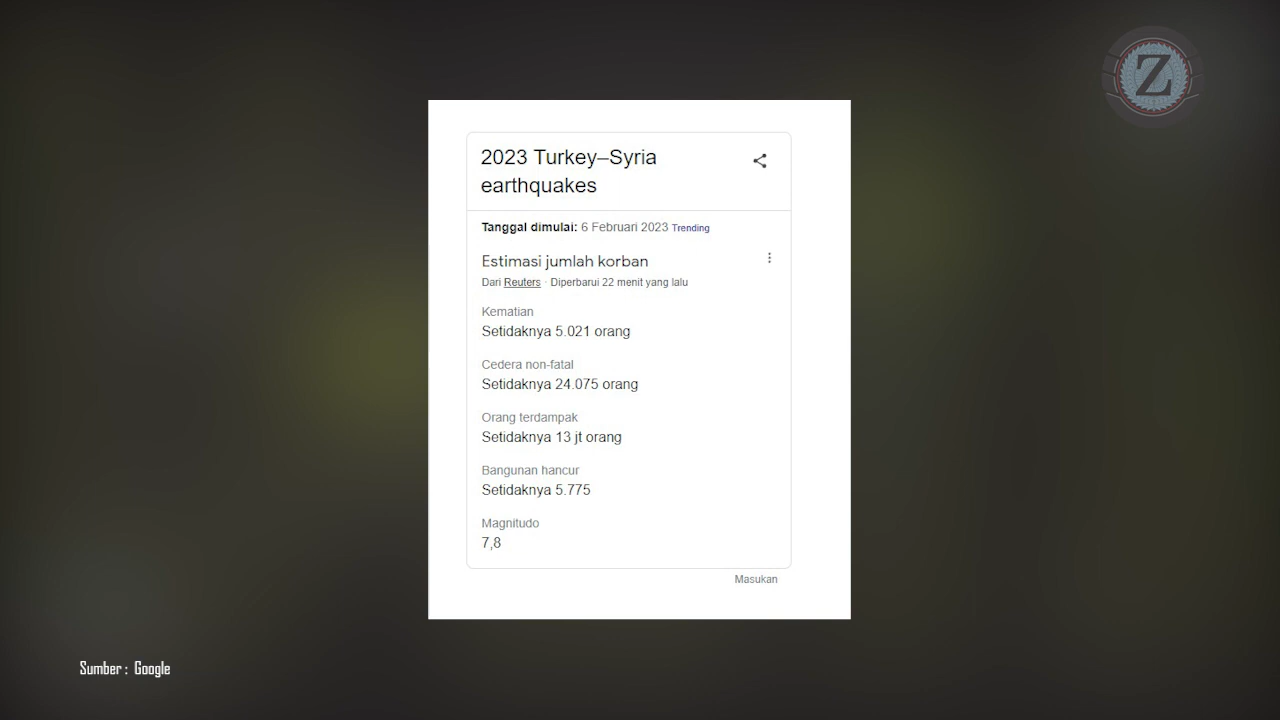 Z
2023 Turkey–Syria
earthquakes
Tanggal dimulai: 6 Februari 2023 Trending
Estimasi jumlah korban
Dari Reuters · Diperbarui 22 menit yang lalu
Kematian
Setidaknya 5.021 orang
Cedera non-fatal
Setidaknya 24.075 orang
Orang terdampak
Setidaknya 13 jt orang
Bangunan hancur
Setidaknya 5.775
Magnitudo
7,8
Masukan
Sumber : Google